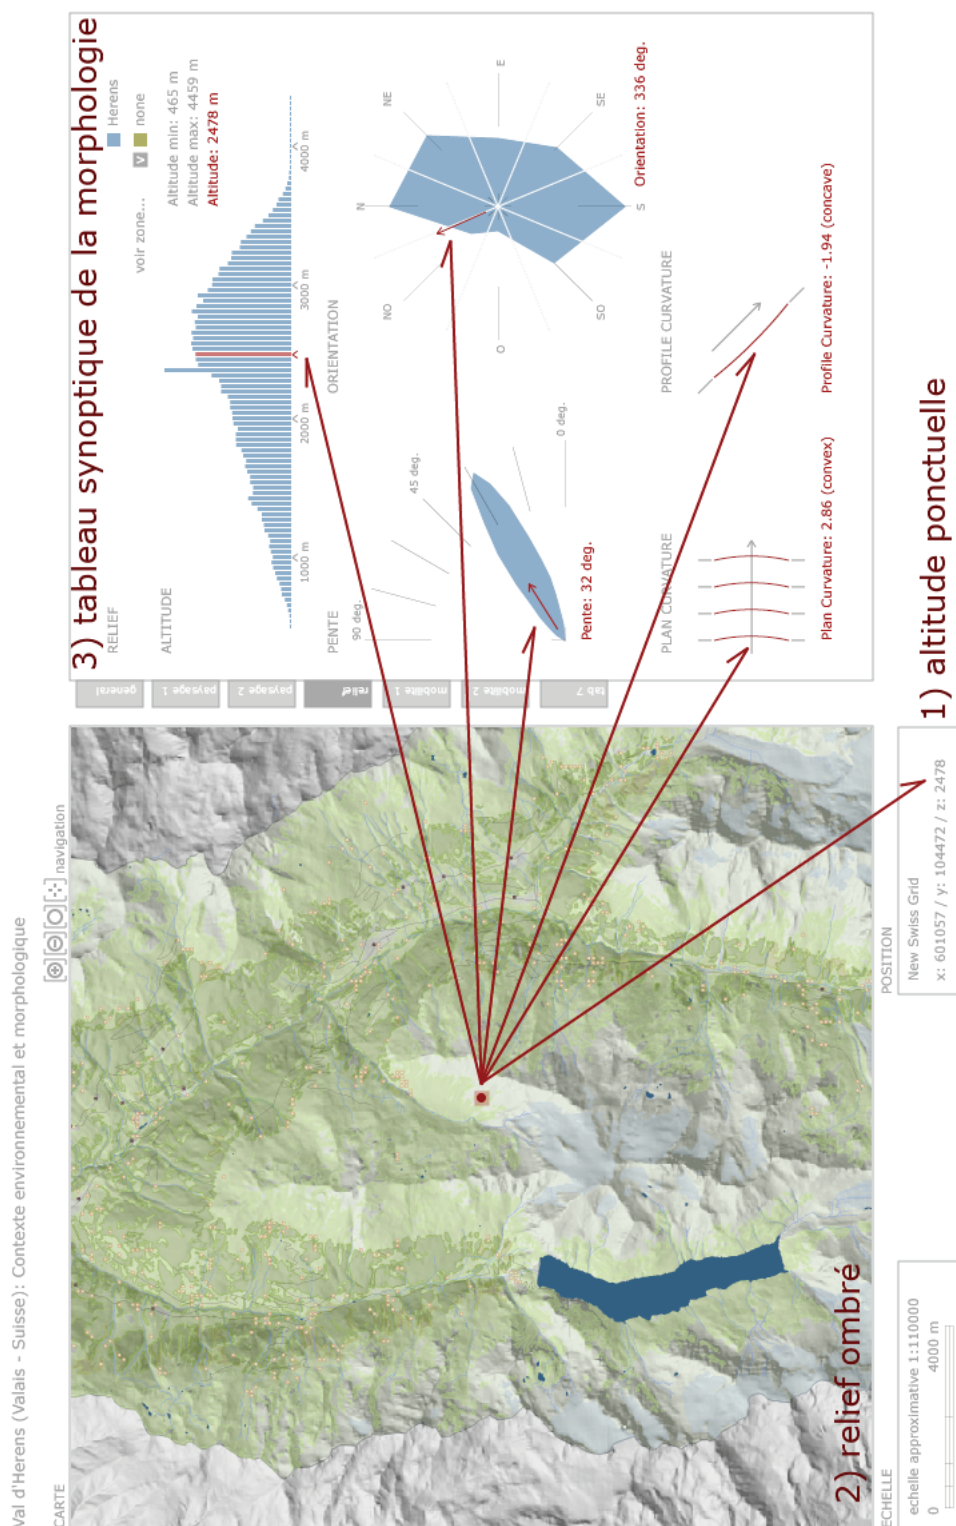 Val d'Herens (Valais - Suisse): Contexte environnemental et morphologique
CARTE
navigation
2) relief ombré
ECHELLE
echelle approximative 1:110000
0
4000 m
POSITION
New Swiss Grid
x: 601057 / y: 104472 / z: 2478
1) altitude ponctuelle
general
paysage 1
paysage 2
relief
mobilite 1
mobilite 2
tab 7
3) tableau synoptique de la morphologie
RELIEF
voir zone...
Herens
V none
ALTITUDE
Altitude min: 465 m
Altitude max: 4459 m
Altitude: 2478 m
1000 m
2000 m
3000 m
4000 m
PENTE
90 deg.
45 deg.
0 deg.
Pente: 32 deg.
ORIENTATION
N
NE
E
SE
S
SO
O
NO
Orientation: 336 deg.
PLAN CURVATURE
Plan Curvature: 2.86 (convex)
PROFILE CURVATURE
Profile Curvature: -1.94 (concave)